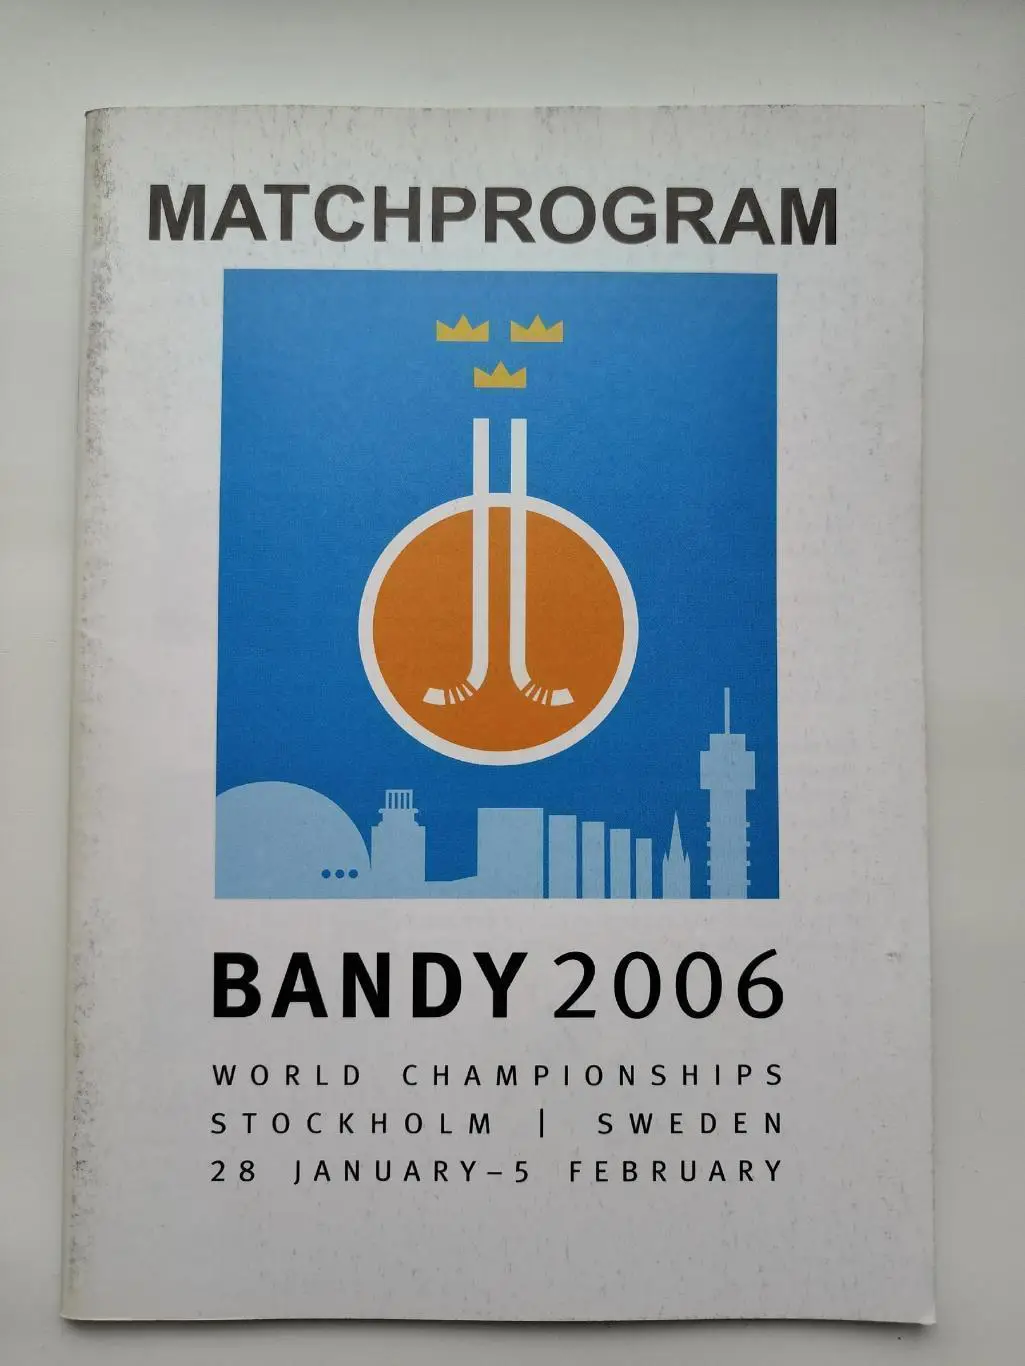 MATCHPROGRAM
BANDY 2006
WORLD CHAMPIONSHIPS
STOCKHOLM | SWEDEN
28 JANUARY–5 FEBRUARY